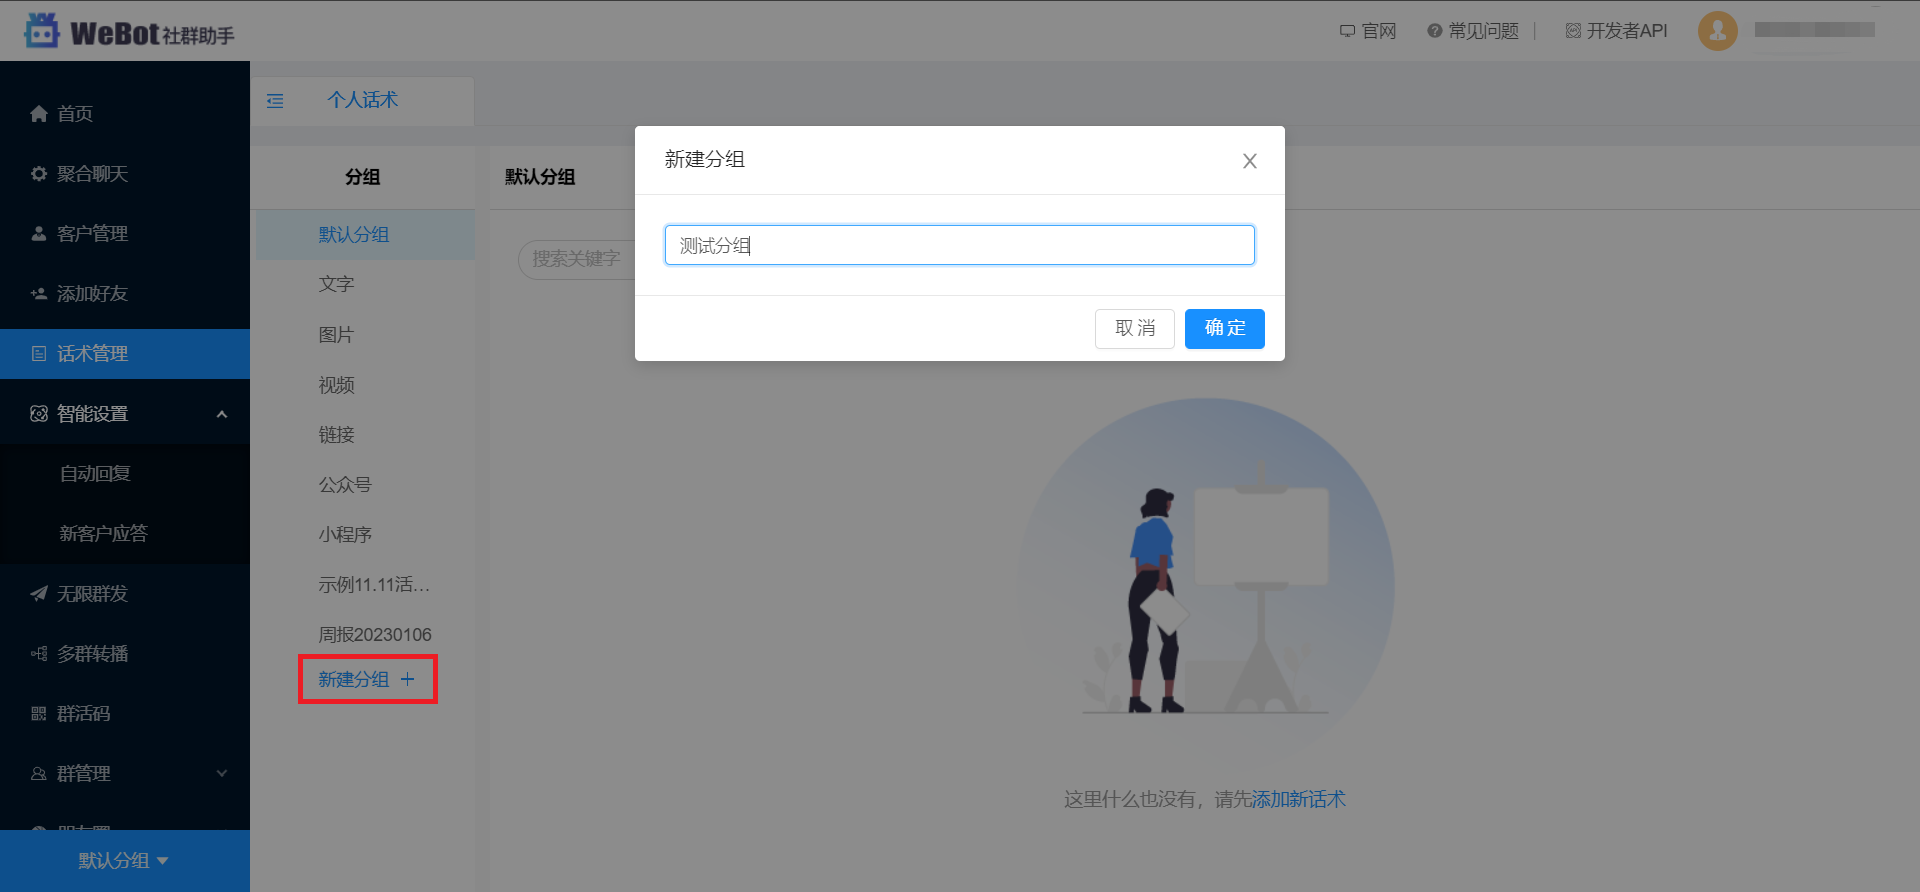 WeBot社群助手
官网
常见问题
开发者API
首页
聚合聊天
客户管理
添加好友
话术管理
智能设置
自动回复
新客户应答
无限群发
多群转播
群活码
群管理
默认分组
个人话术
分组
默认分组
文字
图片
视频
链接
公众号
小程序
示例11.11活...
周报20230106
新建分组 +
默认分组
搜索关键字
新建分组
测试分组
取 消
确 定
这里什么也没有，请先添加新话术